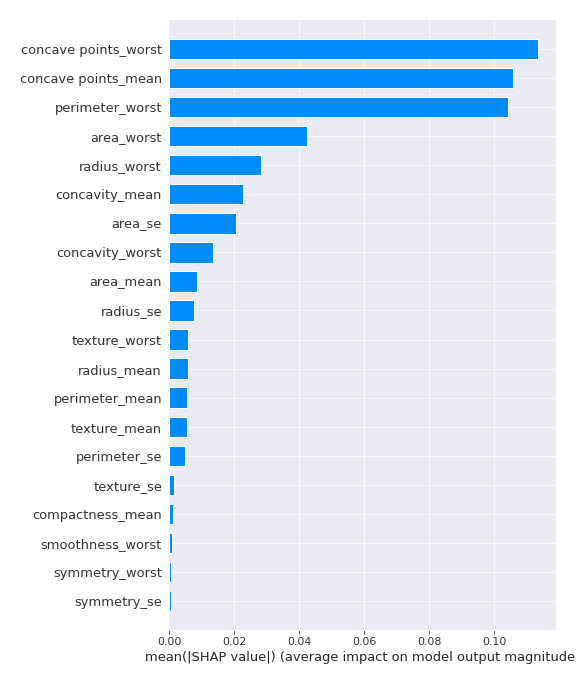 concave points_worst
concave points_mean
perimeter_worst
area_worst
radius_worst
concavity_mean
area_se
concavity_worst
area_mean
radius_se
texture_worst
radius_mean
perimeter_mean
texture_mean
perimeter_se
texture_se
compactness_mean
smoothness_worst
symmetry_worst
symmetry_se
0.00 0.02 0.04 0.06 0.08 0.10
mean(|SHAP value|) (average impact on model output magnitude